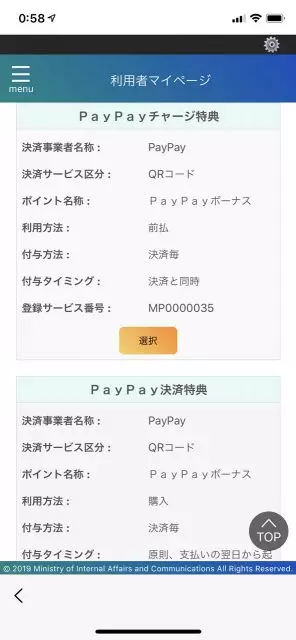 0:58
menu
利用者マイページ
ＰａｙＰａｙチャージ特典
決済事業者名称： PayPay
決済サービス区分： QRコード
ポイント名称： ＰａｙＰａｙボーナス
利用方法： 前払
付与方法： 決済毎
付与タイミング： 決済と同時
登録サービス番号： MP0000035
選択
ＰａｙＰａｙ決済特典
決済事業者名称： PayPay
決済サービス区分： QRコード
ポイント名称： ＰａｙＰａｙボーナス
利用方法： 購入
付与方法： 決済毎
付与タイミング： 原則、支払いの翌日から起
TOP
© 2019 Ministry of Internal Affairs and Communications All Rights Reserved.